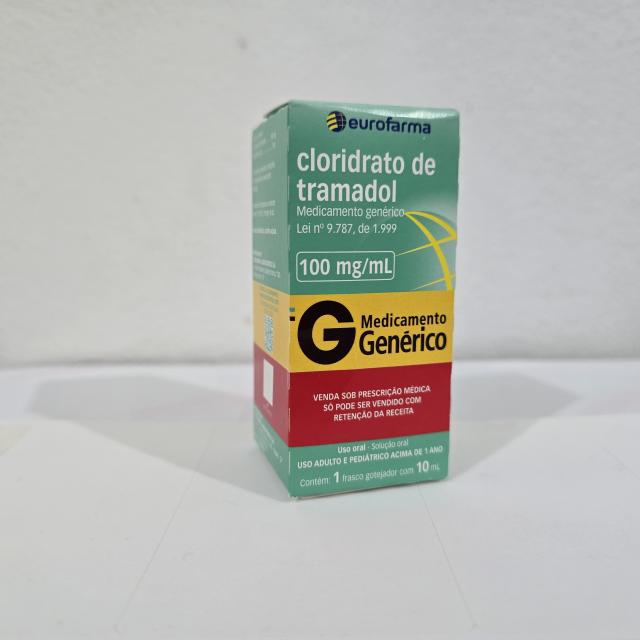 eurofarma
cloridrato de
tramadol
Medicamento genérico
Lei nº 9.787, de 1.999
100 mg/mL
G Medicamento
Genérico
VENDA SOB PRESCRIÇÃO MÉDICA
SÓ PODE SER VENDIDO COM
RETENÇÃO DA RECEITA
Uso oral - Solução oral
USO ADULTO E PEDIÁTRICO ACIMA DE 1 ANO
Contém: 1 frasco gotejador com 10 mL